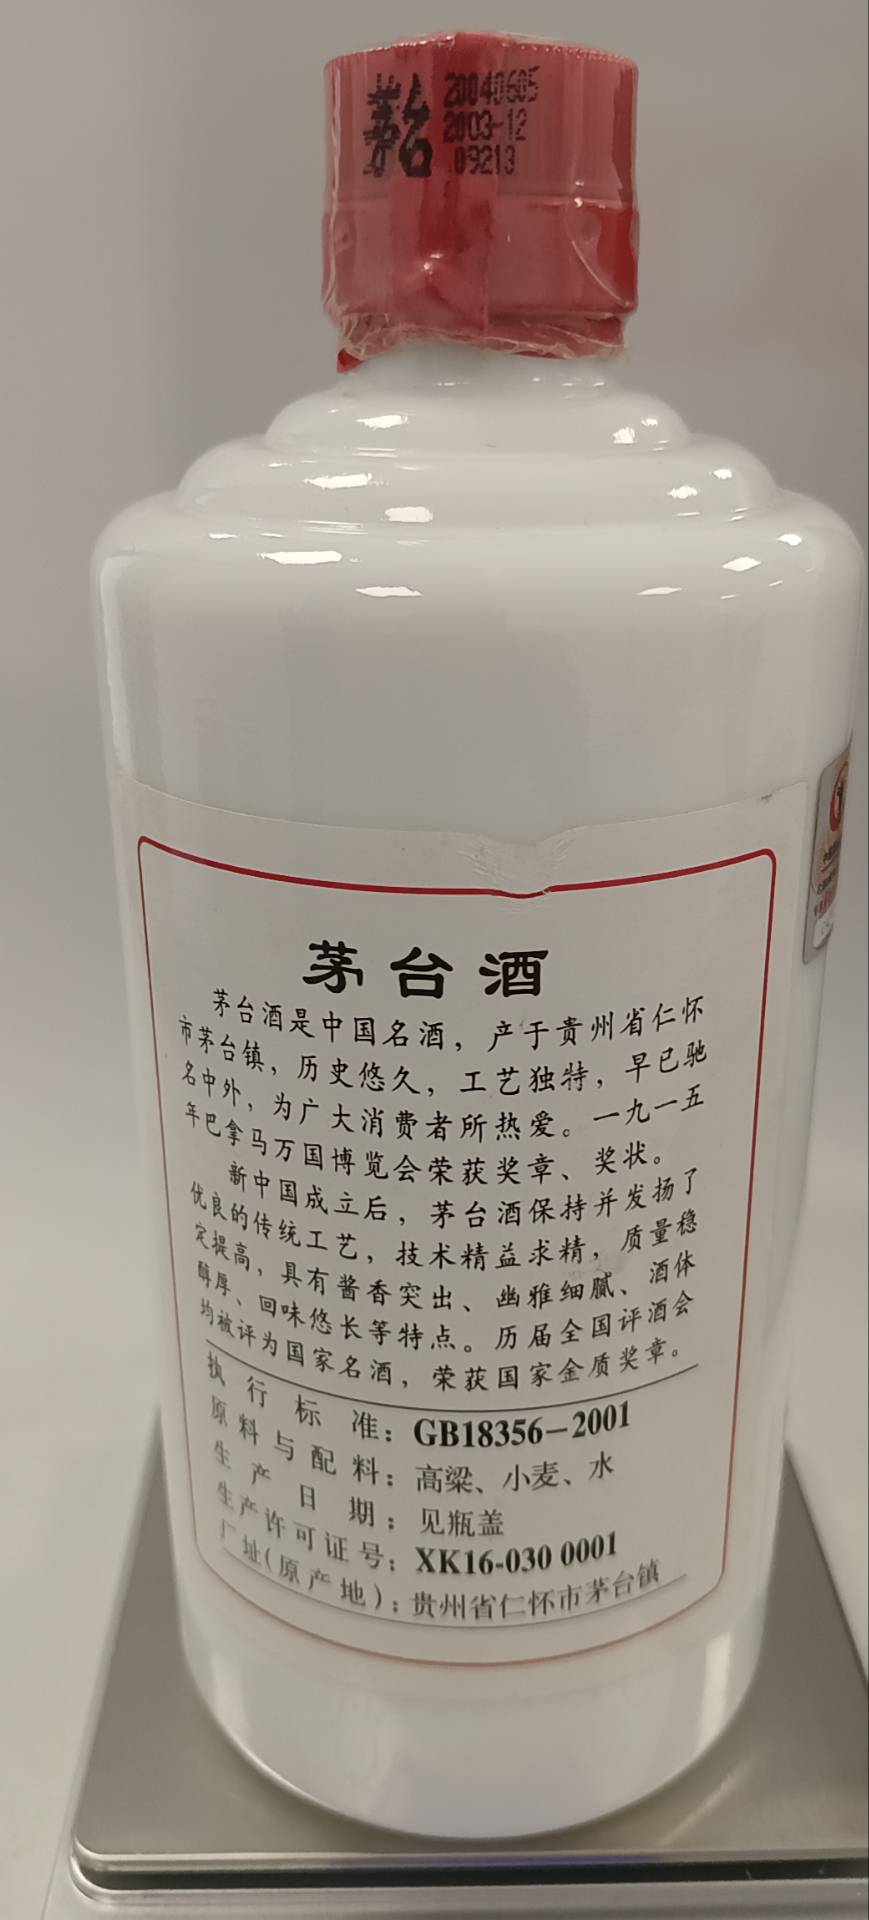 茅台
20040605
2003-12
09213
茅台酒
茅台酒是中国名酒，产于贵州省仁怀
市茅台镇，历史悠久，工艺独特，早已驰
名中外，为广大消费者所热爱。一九一五
年巴拿马万国博览会荣获奖章、奖状。
新中国成立后，茅台酒保持并发扬了
优良的传统工艺，技术精益求精，质量稳
定提高，具有酱香突出、幽雅细腻、酒体
醇厚、回味悠长等特点。历届全国评酒会
均被评为国家名酒，荣获国家金质奖章。
执行标准：GB18356-2001
原料与配料：高粱、小麦、水
生产日期：见瓶盖
生产许可证号：XK16-030 0001
厂址(原产地)：贵州省仁怀市茅台镇